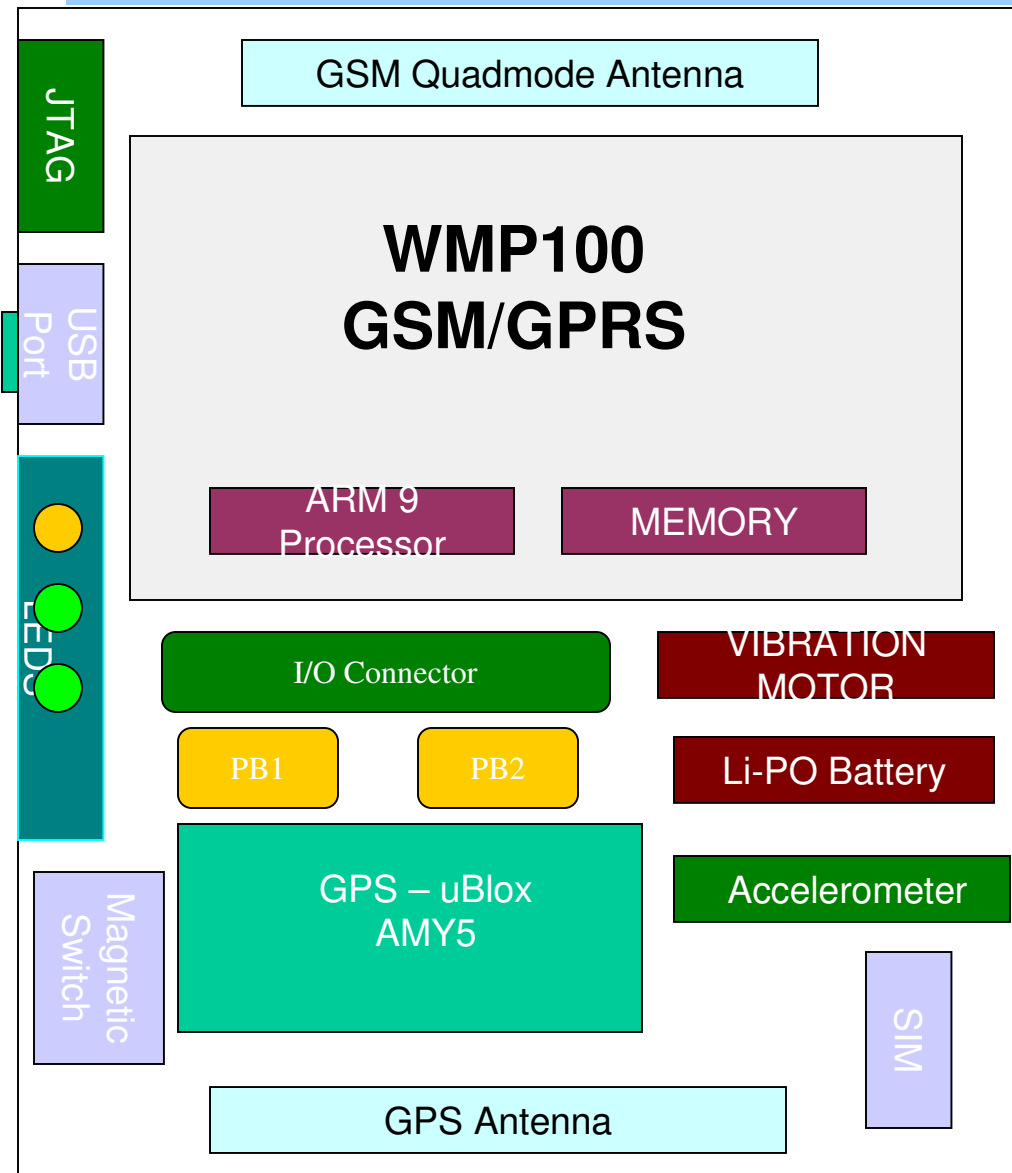 GSM Quadmode Antenna
JTAG
WMP100
GSM/GPRS
USB
Port
ARM 9
Processor
MEMORY
LEDS
I/O Connector
VIBRATION
MOTOR
PB1
PB2
Li-PO Battery
GPS – uBlox
AMY5
Accelerometer
Magnetic
Switch
SIM
GPS Antenna